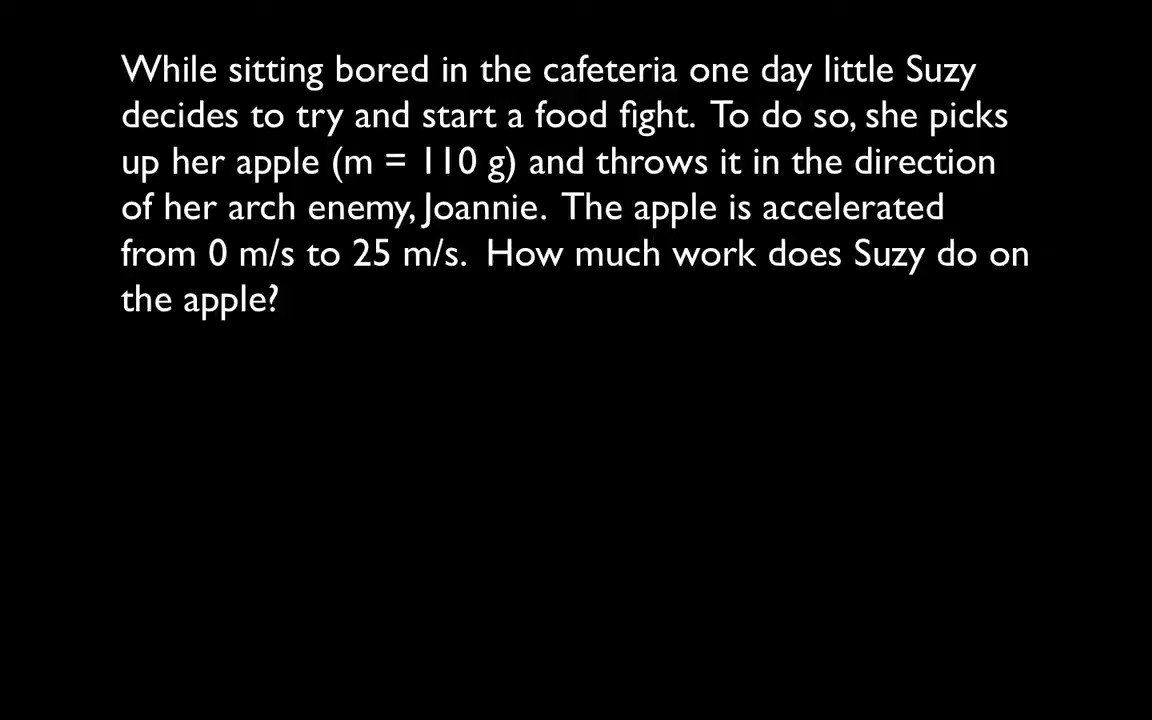 While sitting bored in the cafeteria one day little Suzy
decides to try and start a food fight.  To do so, she picks
up her apple (m = 110 g) and throws it in the direction
of her arch enemy, Joannie.  The apple is accelerated
from 0 m/s to 25 m/s.  How much work does Suzy do on
the apple?